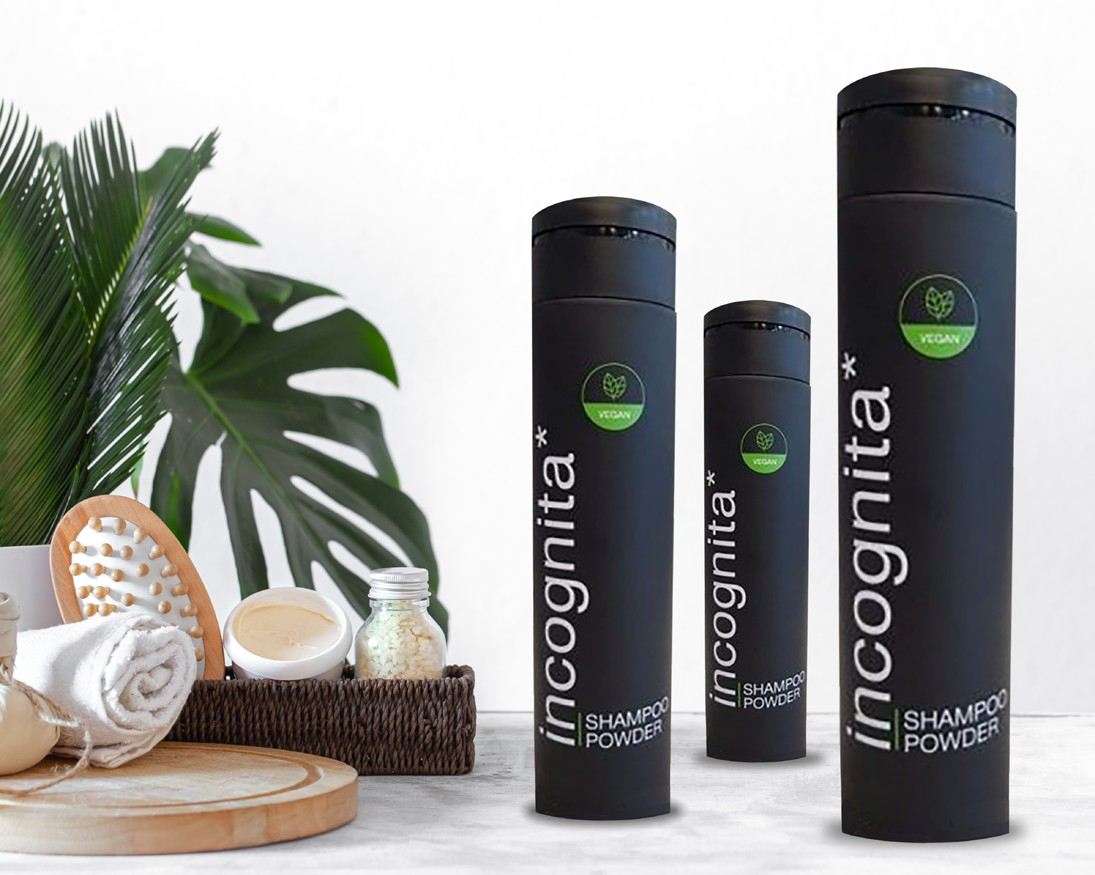 VEGAN
incognita*
SHAMPOO
POWDER
VEGAN
incognita*
SHAMPOO
POWDER
VEGAN
incognita*
SHAMPOO
POWDER